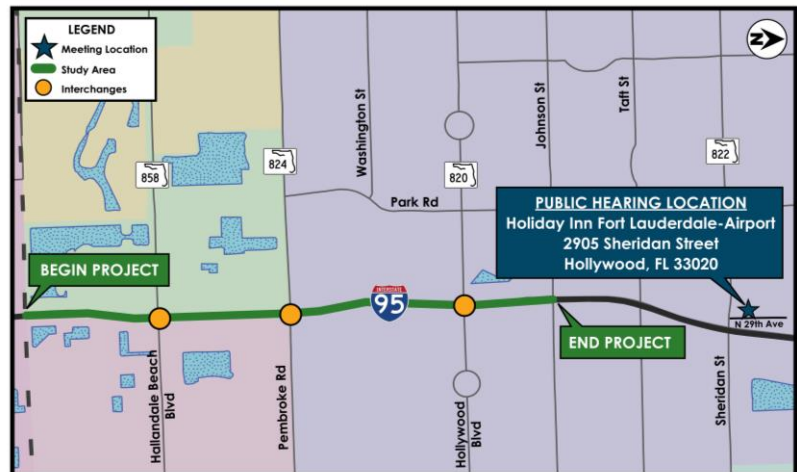 LEGEND
Meeting Location
Study Area
Interchanges
N
858
824
820
822
Washington St
Johnson St
Taft St
Park Rd
PUBLIC HEARING LOCATION
Holiday Inn Fort Lauderdale-Airport
2905 Sheridan Street
Hollywood, FL 33020
BEGIN PROJECT
INTERSTATE
95
N 29th Ave
END PROJECT
Hallandale Beach
Blvd
Pembroke Rd
Hollywood
Blvd
Sheridan St